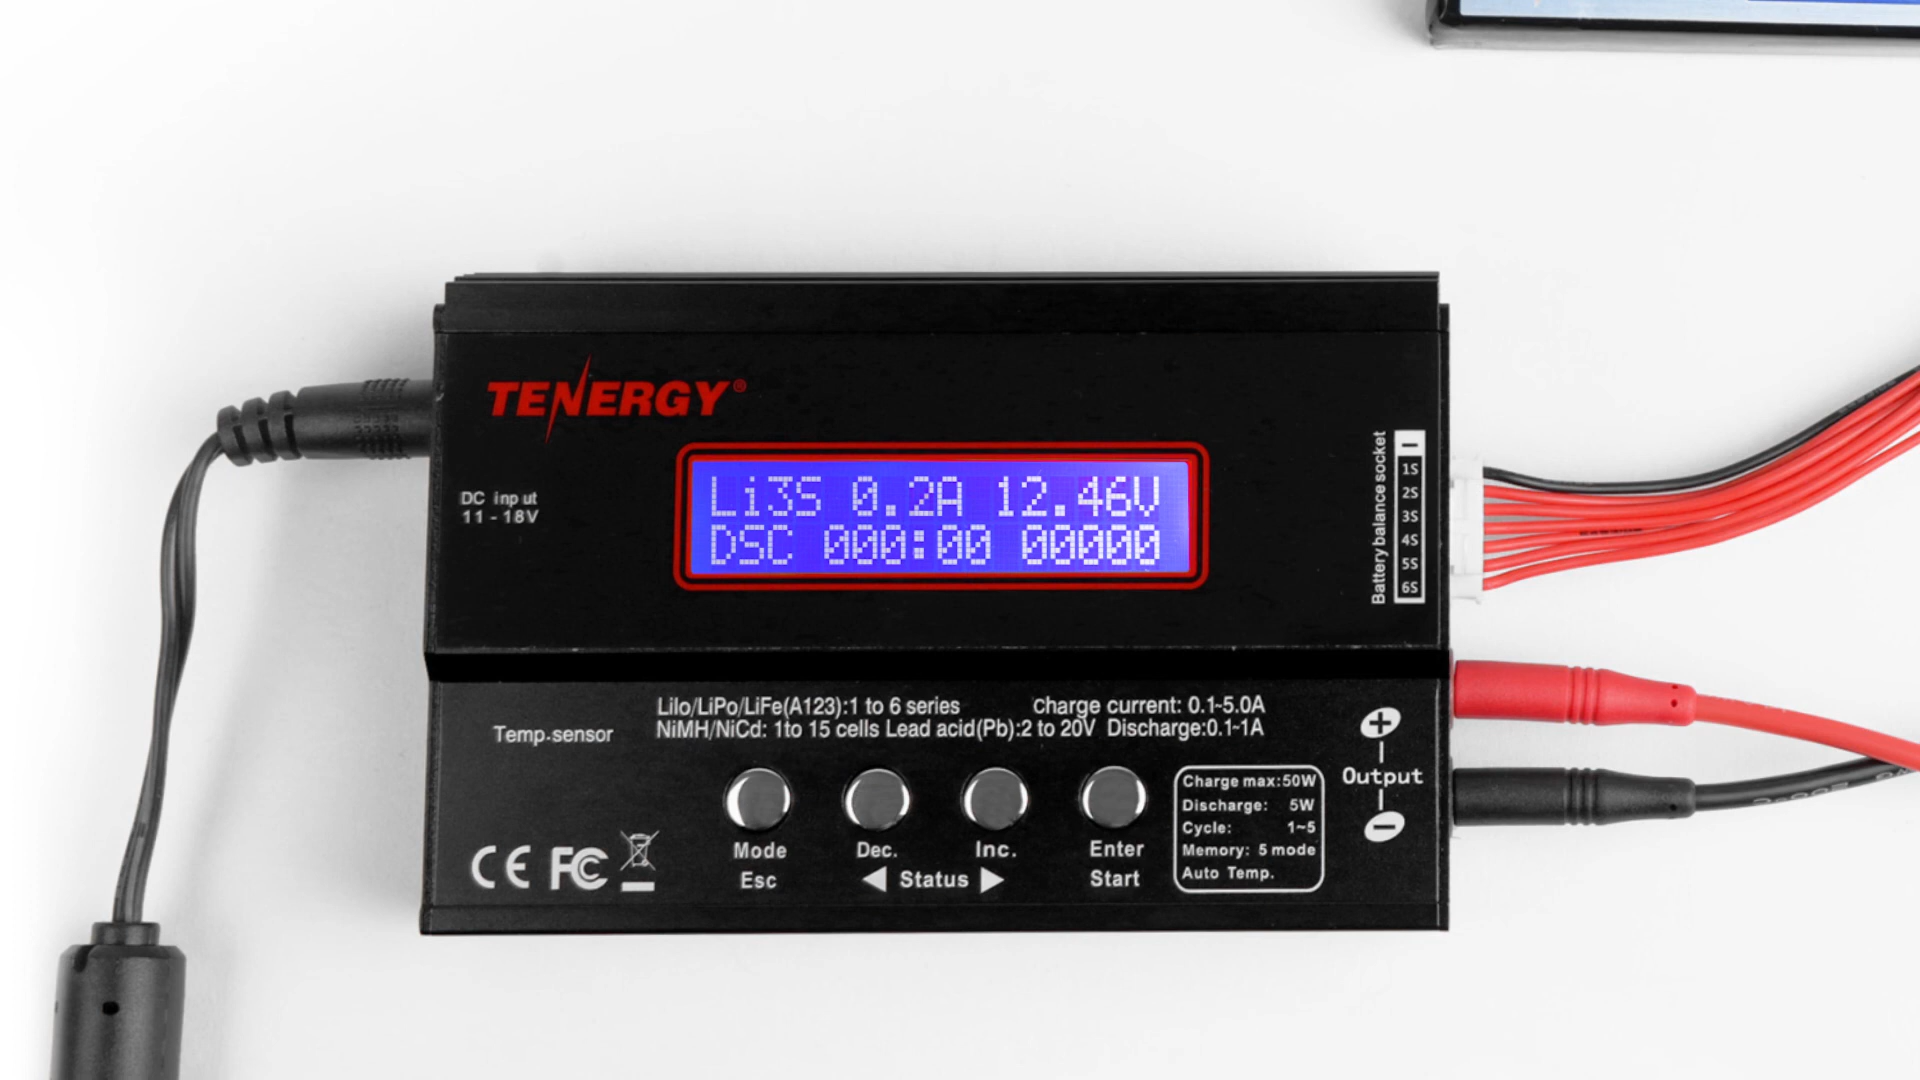 TENERGY®
DC input
11 - 18V
Li3S 0.2A 12.46V
DSC 000:00 00000
Battery balance socket
−
1S
2S
3S
4S
5S
6S
Temp.sensor
Lilo/LiPo/LiFe(A123):1 to 6 series charge current: 0.1~5.0A
NiMH/NiCd: 1to 15 cells Lead acid(Pb):2 to 20V Discharge:0.1~1A
+
Output
−
Mode
Esc
Dec.
Inc.
◀ Status ▶
Enter
Start
Charge max:50W
Discharge: 5W
Cycle: 1~5
Memory: 5 mode
Auto Temp.
CE FC